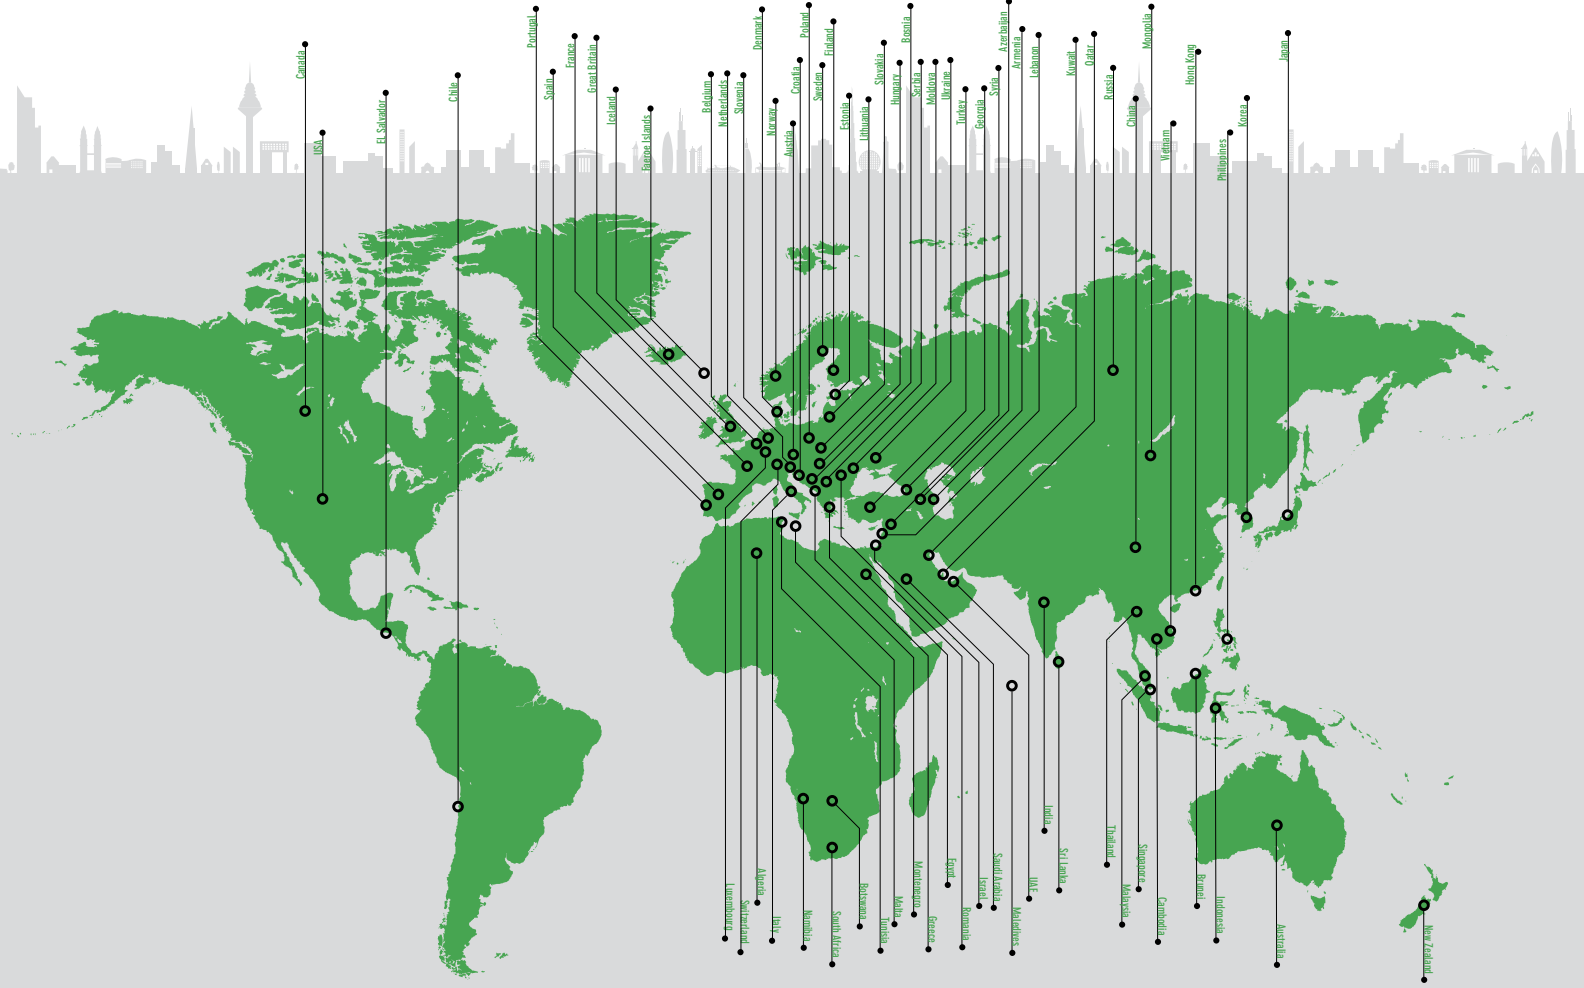 Canada
USA
EL Salvador
Chile
Portugal
Spain
France
Great Britain
Iceland
Faeroe Islands
Belgium
Netherlands
Slovenia
Denmark
Norway
Austria
Croatia
Poland
Sweden
Finland
Estonia
Lithuania
Slovakia
Hungary
Bosnia
Serbia
Moldova
Ukraine
Turkey
Georgia
Syria
Azerbaijan
Armenia
Lebanon
Kuwait
Qatar
Russia
China
Mongolia
Vietnam
Hong Kong
Philippines
Korea
Japan
Luxembourg
Switzerland
Algeria
Italy
Namibia
South Africa
Botswana
Tunisia
Malta
Montenegro
Greece
Egypt
Romania
Israel
Saudi Arabia
Maledives
UAE
India
Sri Lanka
Thailand
Malaysia
Singapore
Cambodia
Brunei
Indonesia
Australia
New Zealand